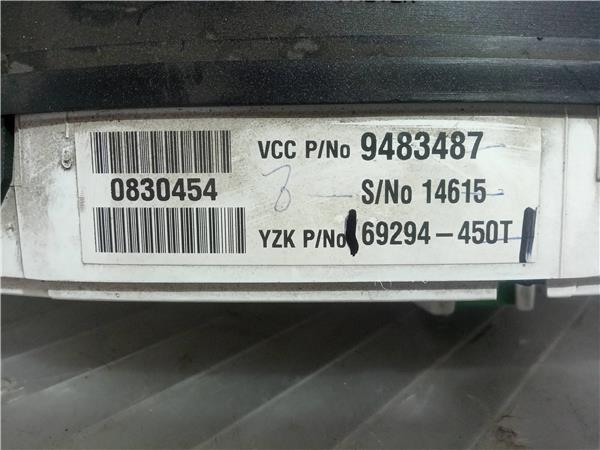 VCC P/No 9483487
0830454
S/No 14615
YZK P/No 69294-450T